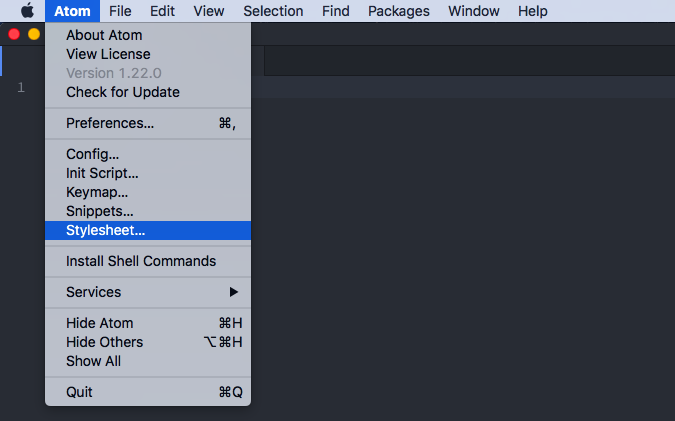 Atom File Edit View Selection Find Packages Window Help
About Atom
View License
Version 1.22.0
Check for Update
1
Preferences... ⌘,
Config...
Init Script...
Keymap...
Snippets...
Stylesheet...
Install Shell Commands
Services ▶
Hide Atom ⌘H
Hide Others ⌥⌘H
Show All
Quit ⌘Q